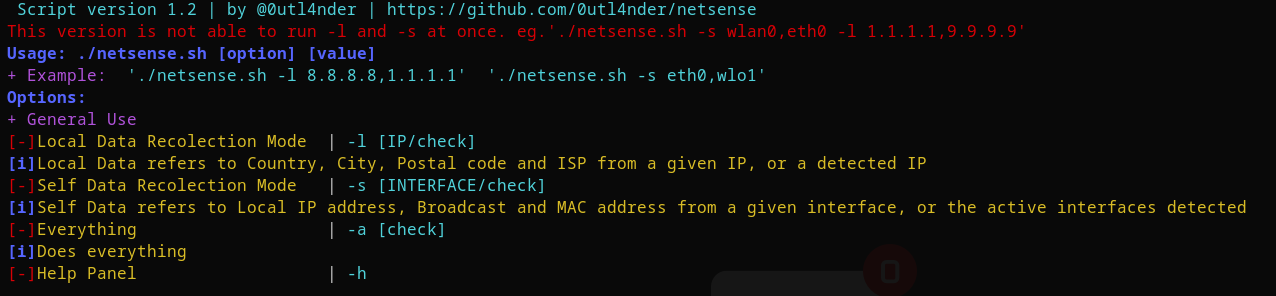 Script version 1.2 | by @0utl4nder | https://github.com/0utl4nder/netsense
This version is not able to run -l and -s at once. eg.'./netsense.sh -s wlan0,eth0 -l 1.1.1.1,9.9.9.9'
Usage: ./netsense.sh [option] [value]
+ Example:  './netsense.sh -l 8.8.8.8,1.1.1.1'  './netsense.sh -s eth0,wlo1'
Options:
+ General Use
[-]Local Data Recolection Mode  | -l [IP/check]
[i]Local Data refers to Country, City, Postal code and ISP from a given IP, or a detected IP
[-]Self Data Recolection Mode   | -s [INTERFACE/check]
[i]Self Data refers to Local IP address, Broadcast and MAC address from a given interface, or the active interfaces detected
[-]Everything                   | -a [check]
[i]Does everything
[-]Help Panel                   | -h